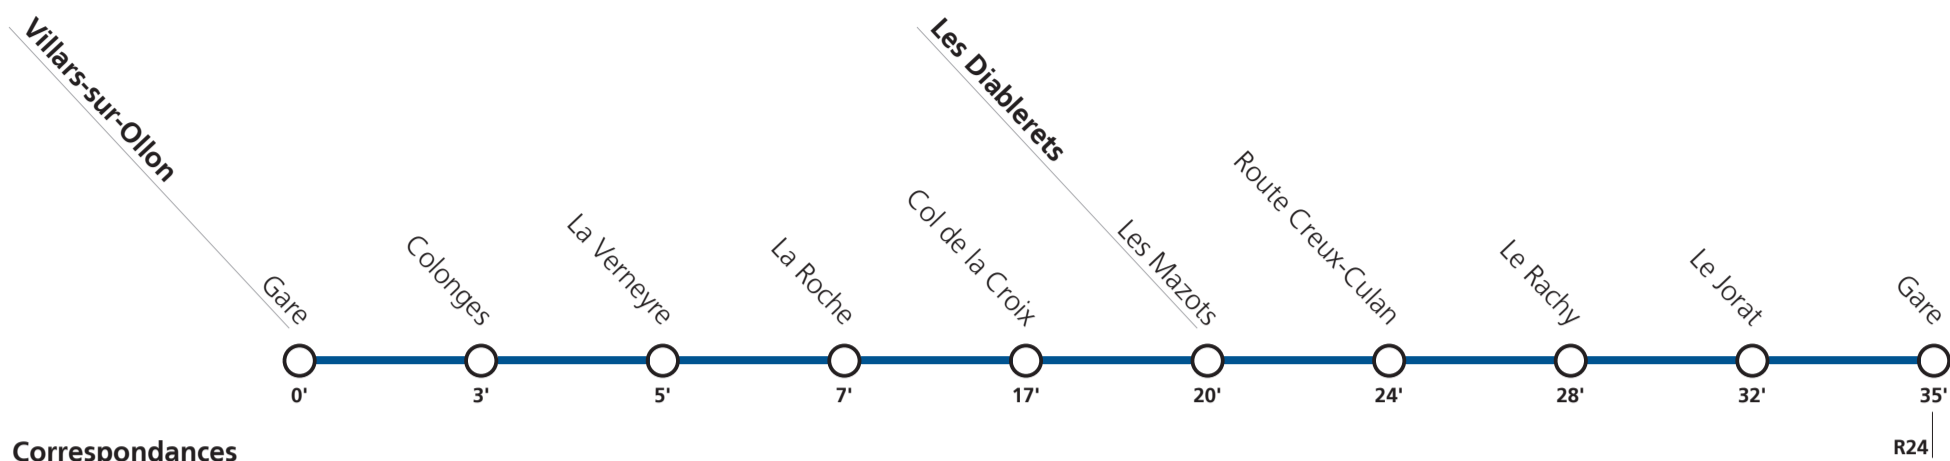 Villars-sur-Ollon
Gare
Colonges
La Verneyre
La Roche
Col de la Croix
Les Diablerets
Les Mazots
Route Creux-Culan
Le Rachy
Le Jorat
Gare
0' 3' 5' 7' 17' 20' 24' 28' 32' 35'
Correspondances
R24